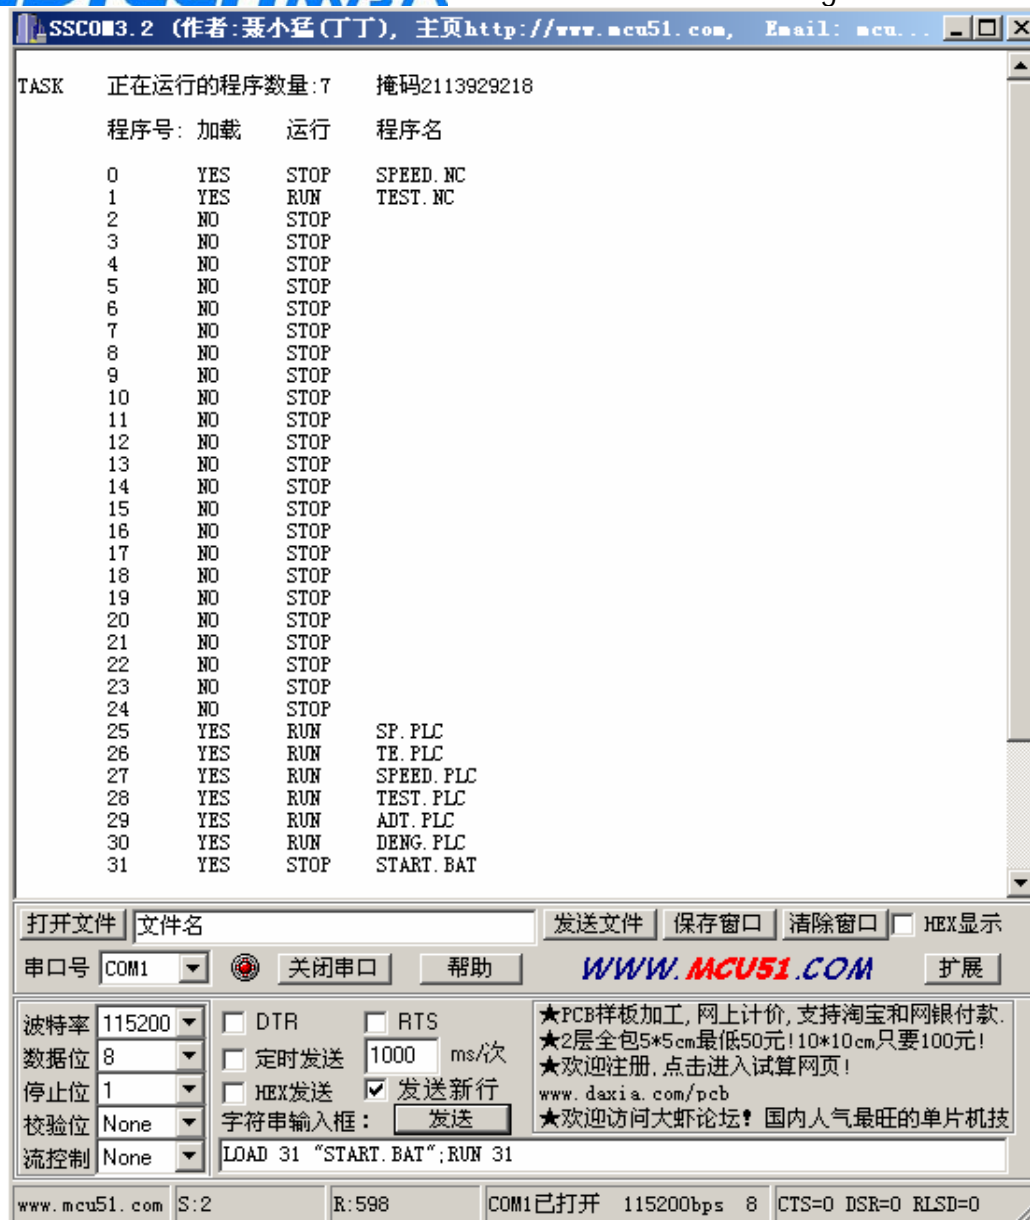 SSCOM3.2 (作者:聂小猛(丁丁), 主页http://www.mcu51.com, Email: mcu...
TASK 正在运行的程序数量:7 掩码2113929218
程序号: 加载 运行 程序名
0 YES STOP SPEED.NC
1 YES RUN TEST.NC
2 NO STOP
3 NO STOP
4 NO STOP
5 NO STOP
6 NO STOP
7 NO STOP
8 NO STOP
9 NO STOP
10 NO STOP
11 NO STOP
12 NO STOP
13 NO STOP
14 NO STOP
15 NO STOP
16 NO STOP
17 NO STOP
18 NO STOP
19 NO STOP
20 NO STOP
21 NO STOP
22 NO STOP
23 NO STOP
24 NO STOP
25 YES RUN SP.PLC
26 YES RUN TE.PLC
27 YES RUN SPEED.PLC
28 YES RUN TEST.PLC
29 YES RUN ADT.PLC
30 YES RUN DENG.PLC
31 YES STOP START.BAT
打开文件 文件名 发送文件 保存窗口 清除窗口 HEX显示
串口号 COM1 关闭串口 帮助 WWW.MCU51.COM 扩展
波特率 115200 DTR RTS
数据位 8 定时发送 1000 ms/次
停止位 1 HEX发送 发送新行
校验位 None 字符串输入框: 发送
流控制 None LOAD 31 "START.BAT";RUN 31
★PCB样板加工,网上计价,支持淘宝和网银付款.
★2层全包5*5cm最低50元!10*10cm只要100元!
★欢迎注册,点击进入试算网页!
www.daxia.com/pcb
★欢迎访问大虾论坛!国内人气最旺的单片机技
www.mcu51.com S:2 R:598 COM1已打开 115200bps 8 CTS=0 DSR=0 RLSD=0